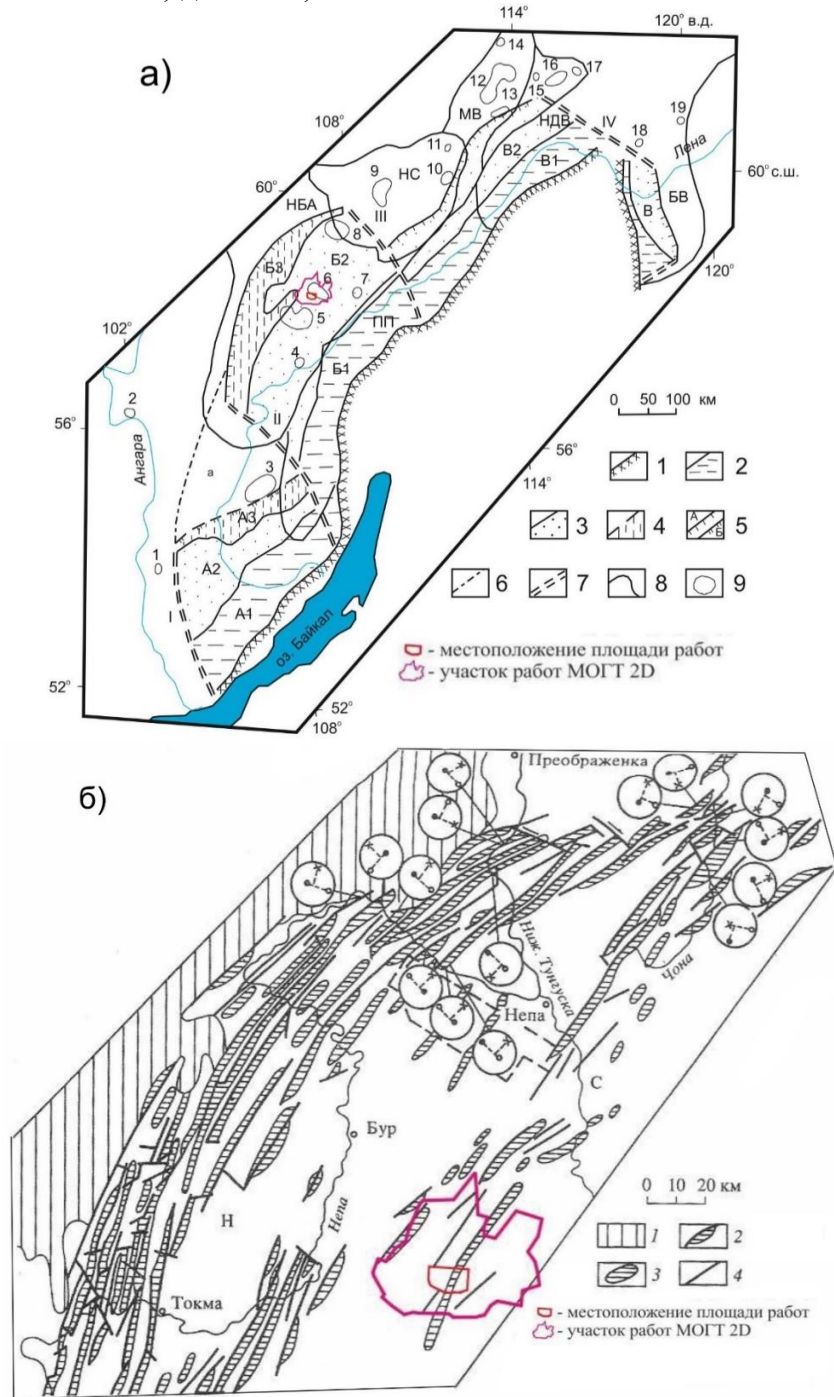 114°
120° в.д.
а)
14
12
16
17
13
15
МВ
IV
19
108°
НДВ
18
11
В2
Лена
9
НС
10
В1
60° с.ш.
60°
III
БВ
НБА
В
8
Б3
Б2
120°
6
7
102°
5
ПП
4
Б1
2
0 50 100 км
56°
II
Ангара
а
3
56°
114°
1
2
А3
1
А2
3
4
А
Б
5
I
А1
6
7
8
9
оз. Байкал
- местоположение площади работ
52°
- участок работ МОГТ 2D
52°
108°
б)
Преображенка
Ниж. Тунгуска
Чона
Непа
С
Бур
0 10 20 км
Н
Непа
1
2
3
4
Токма
- местоположение площади работ
- участок работ МОГТ 2D